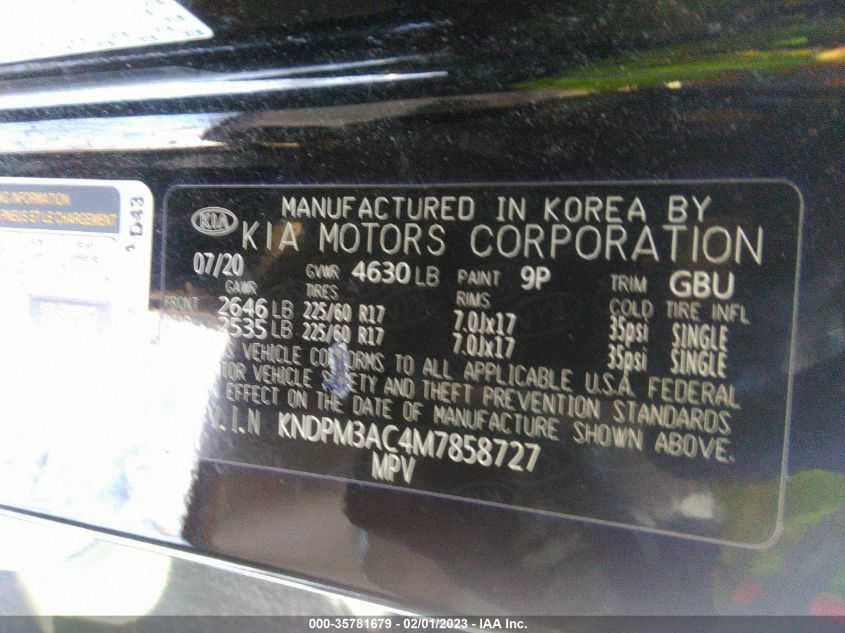 AS INFORMATION
PNEUS ET LE CHARGEMENT
D43
KIA
MANUFACTURED IN KOREA BY
KIA MOTORS CORPORATION
07/20 GVWR 4630 LB PAINT 9P TRIM GBU
GAWR TIRES RIMS COLD TIRE INFL
FRONT 2646 LB 225/60 R17 7.0Jx17 35psi SINGLE
2535 LB 225/60 R17 7.0Jx17 35psi SINGLE
S VEHICLE CONFORMS TO ALL APPLICABLE U.S.A. FEDERAL
TOR VEHICLE SAFETY AND THEFT PREVENTION STANDARDS
EFFECT ON THE DATE OF MANUFACTURE SHOWN ABOVE.
V.I.N KNDPM3AC4M7858727
MPV
000-35781679 - 02/01/2023 - IAA Inc.